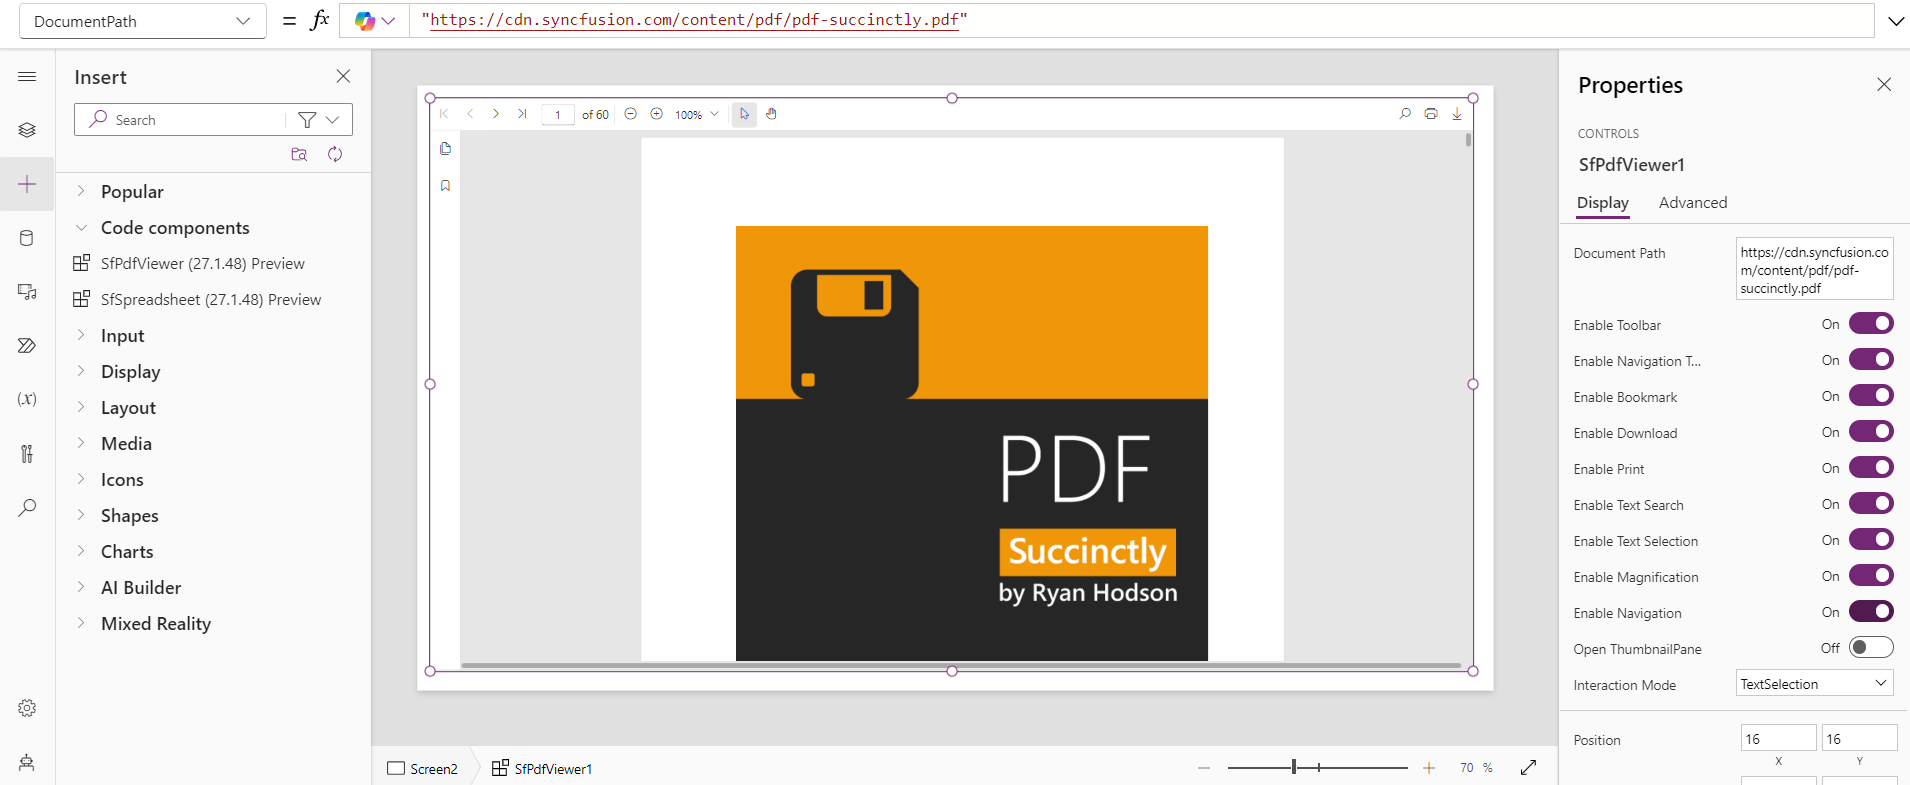 DocumentPath
= fx
"https://cdn.syncfusion.com/content/pdf/pdf-succinctly.pdf"
Insert
Search
Popular
Code components
SfPdfViewer (27.1.48) Preview
SfSpreadsheet (27.1.48) Preview
Input
Display
Layout
Media
Icons
Shapes
Charts
AI Builder
Mixed Reality
(x)
1 of 60 100%
PDF
Succinctly
by Ryan Hodson
Screen2 SfPdfViewer1
70 %
Properties
CONTROLS
SfPdfViewer1
Display Advanced
Document Path
https://cdn.syncfusion.co
m/content/pdf/pdf-
succinctly.pdf
Enable Toolbar On
Enable Navigation T... On
Enable Bookmark On
Enable Download On
Enable Print On
Enable Text Search On
Enable Text Selection On
Enable Magnification On
Enable Navigation On
Open ThumbnailPane Off
Interaction Mode TextSelection
Position 16 16
X Y